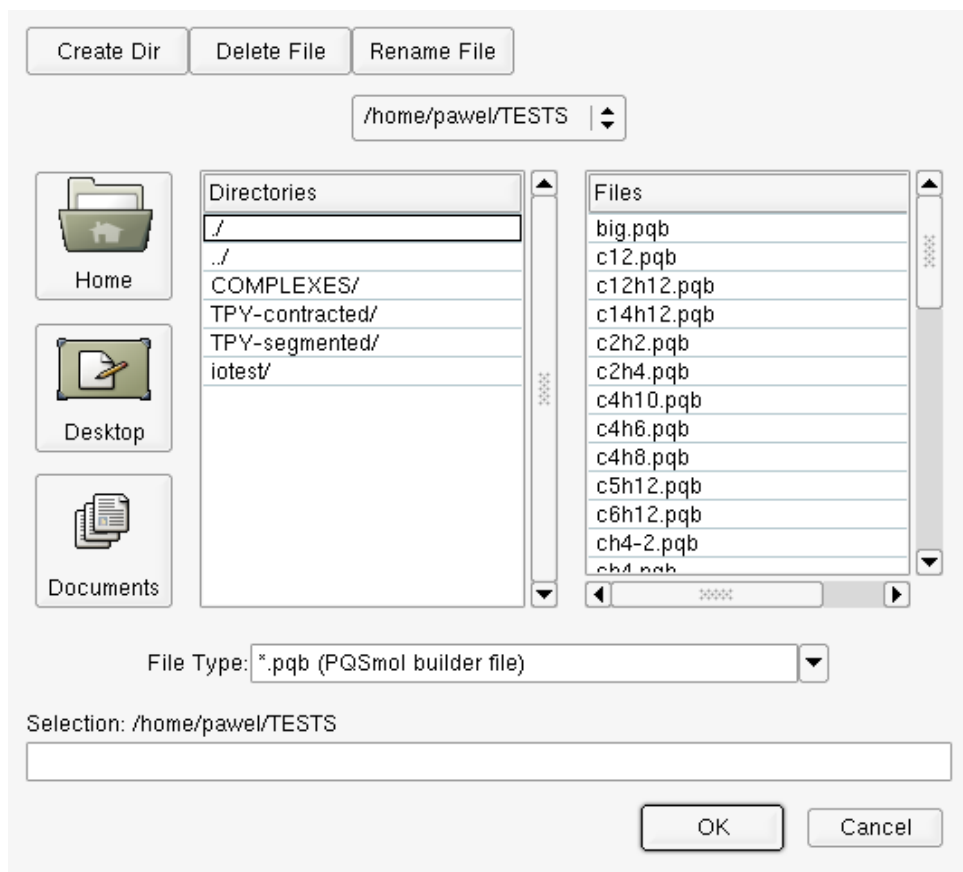 Create Dir
Delete File
Rename File
/home/pawel/TESTS
Home
Desktop
Documents
Directories
./
../
COMPLEXES/
TPY-contracted/
TPY-segmented/
iotest/
Files
big.pqb
c12.pqb
c12h12.pqb
c14h12.pqb
c2h2.pqb
c2h4.pqb
c4h10.pqb
c4h6.pqb
c4h8.pqb
c5h12.pqb
c6h12.pqb
ch4-2.pqb
ch4.pqb
File Type: *.pqb (PQSmol builder file)
Selection: /home/pawel/TESTS
OK
Cancel